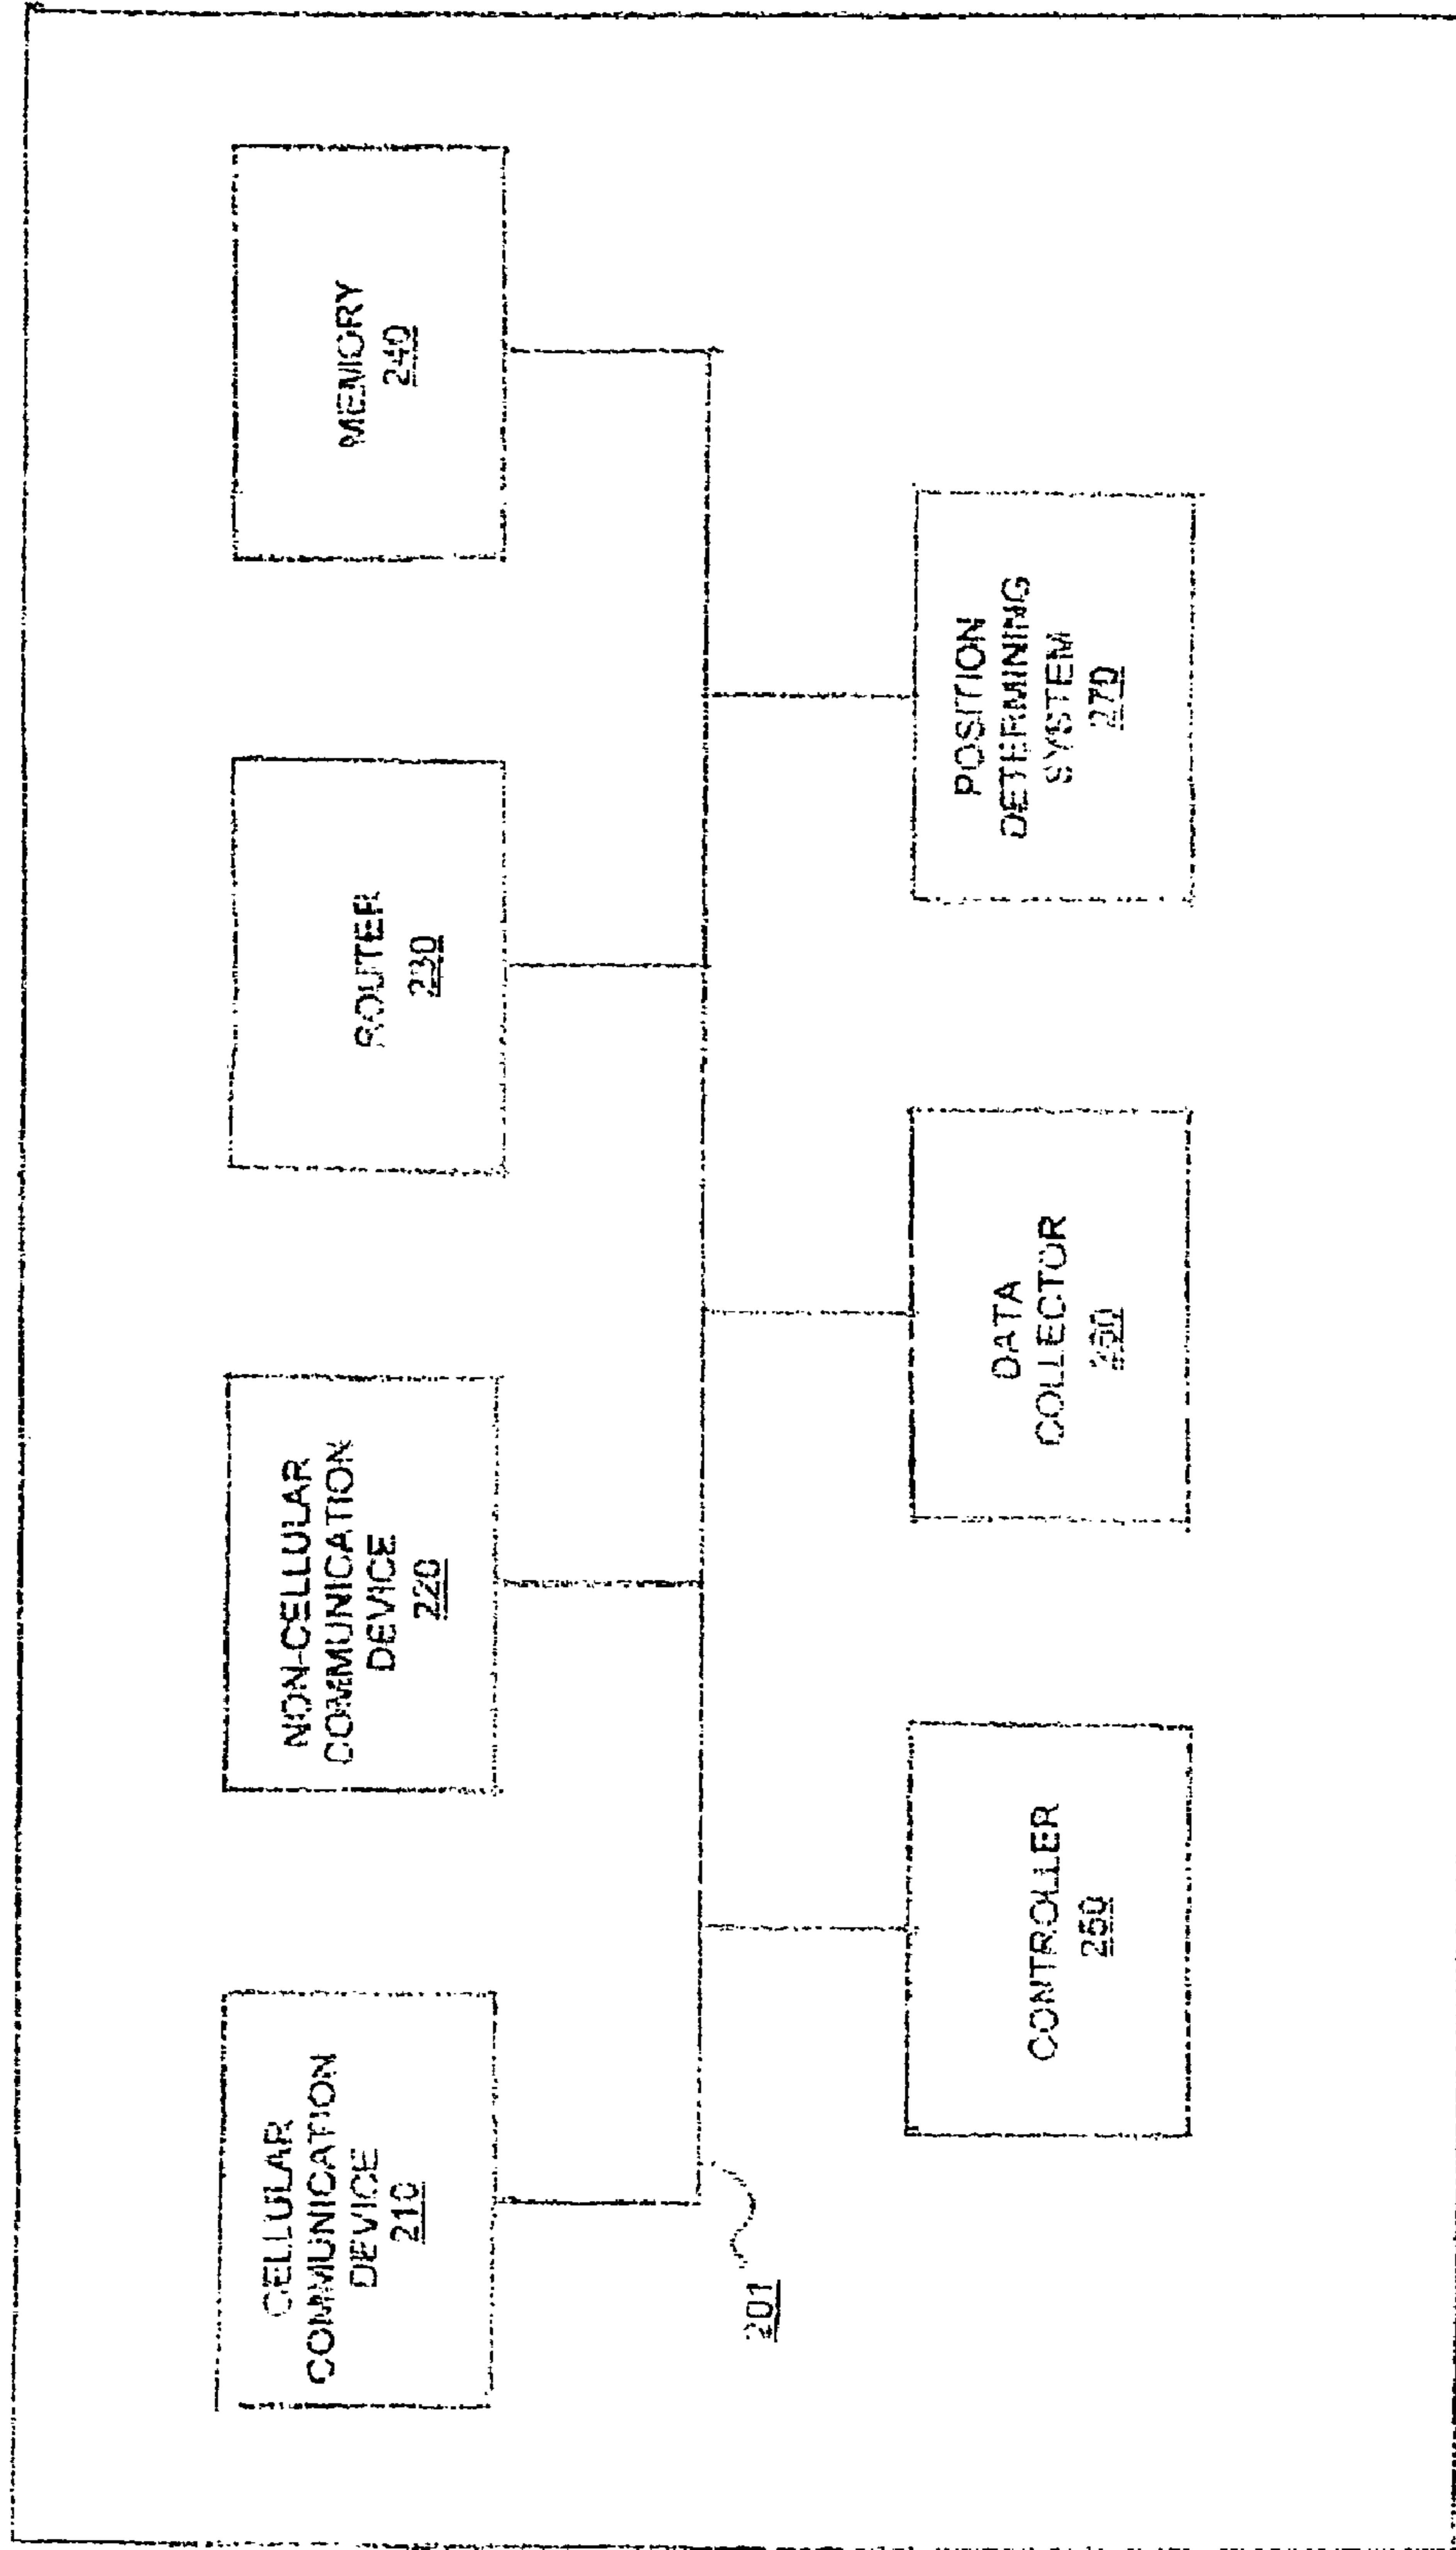 CELLULAR
COMMUNICATION
DEVICE
210
NON-CELLULAR
COMMUNICATION
DEVICE
220
ROUTER
230
MEMORY
240
201
CONTROLLER
250
DATA
COLLECTOR
260
POSITION
DETERMINING
SYSTEM
270